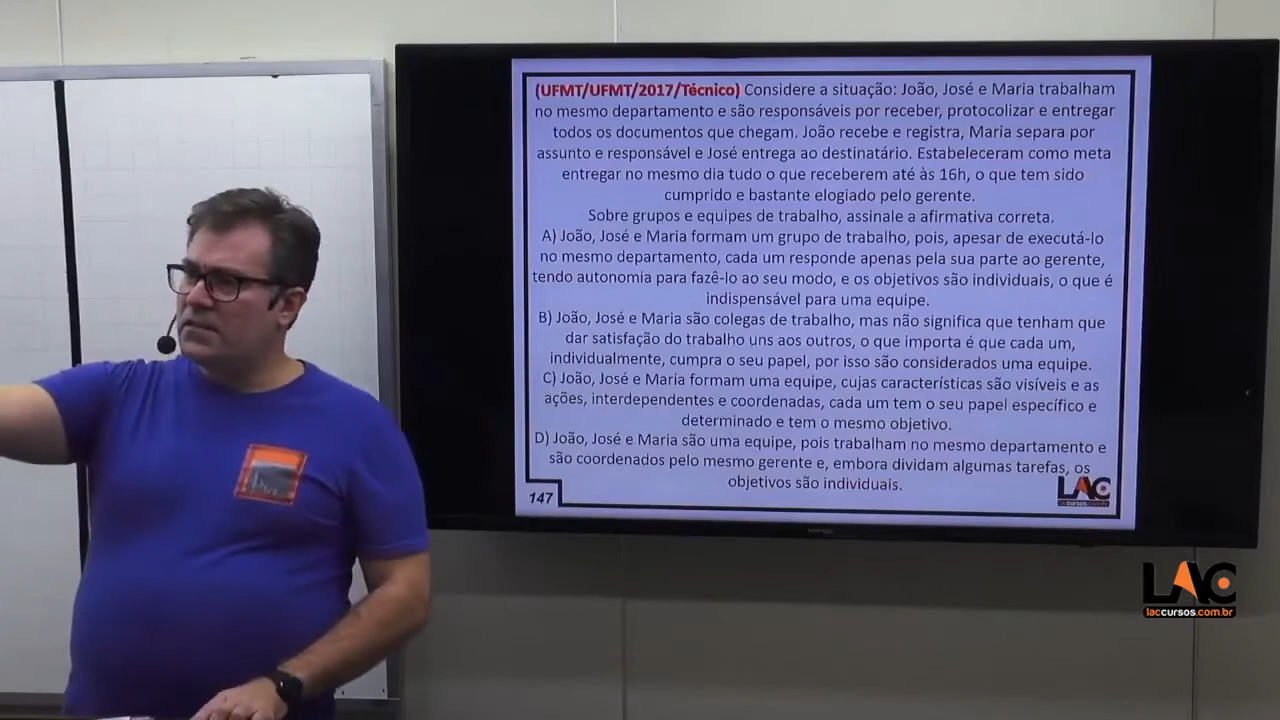 (UFMT/UFMT/2017/Técnico) Considere a situação: João, José e Maria trabalham
no mesmo departamento e são responsáveis por receber, protocolizar e entregar
todos os documentos que chegam. João recebe e registra, Maria separa por
assunto e responsável e José entrega ao destinatário. Estabeleceram como meta
entregar no mesmo dia tudo o que receberem até às 16h, o que tem sido
cumprido e bastante elogiado pelo gerente.
Sobre grupos e equipes de trabalho, assinale a afirmativa correta.
A) João, José e Maria formam um grupo de trabalho, pois, apesar de executá-lo
no mesmo departamento, cada um responde apenas pela sua parte ao gerente,
tendo autonomia para fazê-lo ao seu modo, e os objetivos são individuais, o que é
indispensável para uma equipe.
B) João, José e Maria são colegas de trabalho, mas não significa que tenham que
dar satisfação do trabalho uns aos outros, o que importa é que cada um,
individualmente, cumpra o seu papel, por isso são considerados uma equipe.
C) João, José e Maria formam uma equipe, cujas características são visíveis e as
ações, interdependentes e coordenadas, cada um tem o seu papel específico e
determinado e tem o mesmo objetivo.
D) João, José e Maria são uma equipe, pois trabalham no mesmo departamento e
são coordenados pelo mesmo gerente e, embora dividam algumas tarefas, os
objetivos são individuais.
147
LAC
laccursos.com.br
LAC
laccursos.com.br